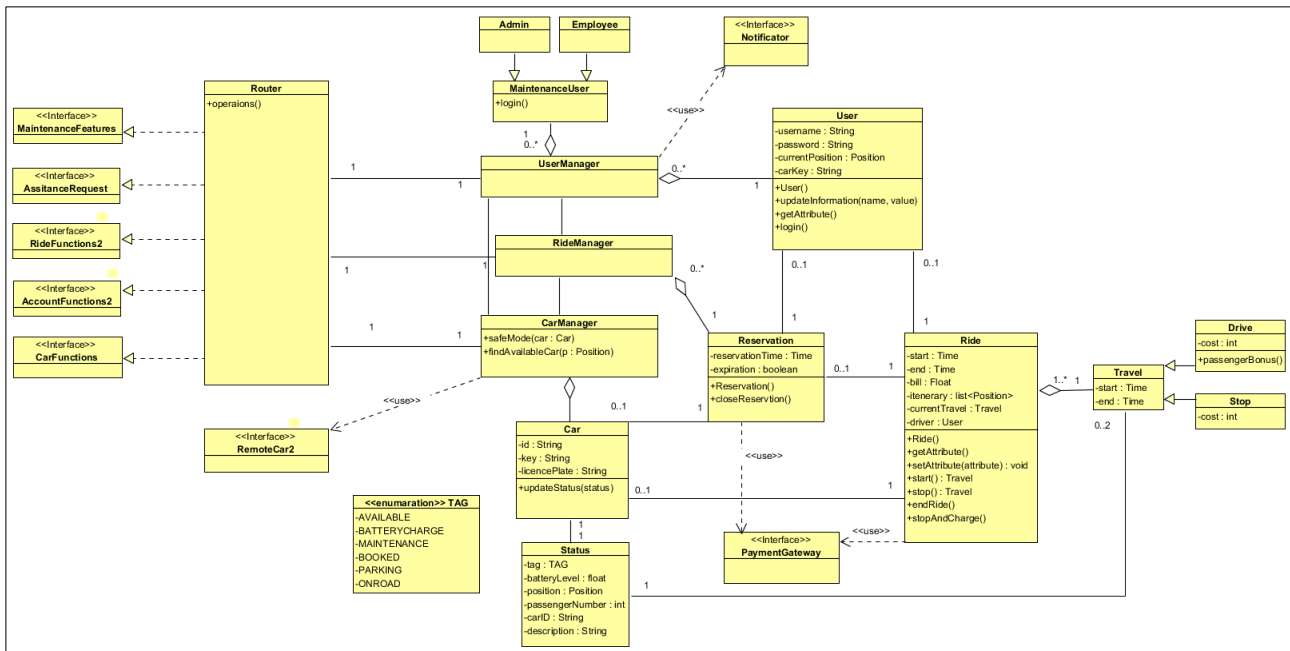 Admin
Employee
<<Interface>>
Notificator
Router
+operaions()
MaintenanceUser
+login()
<<use>>
<<Interface>>
MaintenanceFeatures
<<Interface>>
AssitanceRequest
<<Interface>>
RideFunctions2
<<Interface>>
AccountFunctions2
<<Interface>>
CarFunctions
1
0..*
UserManager
1
1
0..*
1
User
-username : String
-password : String
-currentPosition : Position
-carKey : String
+User()
+updateInformation(name, value)
+getAttribute()
+login()
RideManager
1
1
0..*
1
0..1
1
0..1
1
CarManager
+safeMode(car : Car)
+findAvailableCar(p : Position)
1
1
<<use>>
<<Interface>>
RemoteCar2
Reservation
-reservationTime : Time
-expiration : boolean
+Reservation()
+closeReservtion()
0..1
1
Ride
-start : Time
-end : Time
-bill : Float
-itenerary : list<Position>
-currentTravel : Travel
-driver : User
+Ride()
+getAttribute()
+setAttribute(attribute) : void
+start() : Travel
+stop() : Travel
+endRide()
+stopAndCharge()
1..*
1
Travel
-start : Time
-end : Time
Drive
-cost : int
+passengerBonus()
Stop
-cost : int
0..2
0..1
1
Car
-id : String
-key : String
-licencePlate : String
+updateStatus(status)
0..1
1
<<use>>
<<use>>
<<Interface>>
PaymentGateway
<<enumaration>> TAG
-AVAILABLE
-BATTERYCHARGE
-MAINTENANCE
-BOOKED
-PARKING
-ONROAD
1
1
Status
-tag : TAG
-batteryLevel : float
-position : Position
-passengerNumber : int
-carID : String
-description : String
1